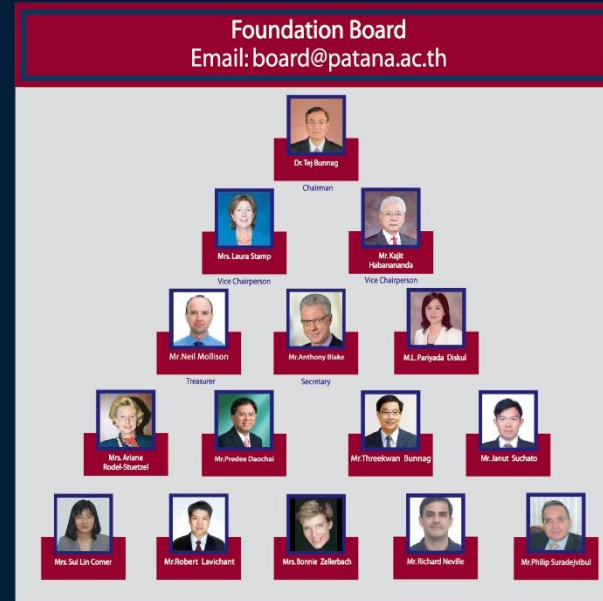 Foundation Board
Email: board@patana.ac.th
Dr. Tej Bunnag
Chairman
Mrs. Laura Stamp
Vice Chairperson
Mr. Kajit
Habanananda
Vice Chairperson
Mr. Neil Mollison
Treasurer
Mr. Anthony Blake
Secretary
M.L. Pariyada Diskul
Mrs. Ariane
Rodel-Stuetzel
Mr. Predee Daochai
Mr. Threekwan Bunnag
Mr. Janut Suchato
Mrs. Sui Lin Corner
Mr. Robert Lavichant
Mrs. Bonnie Zellerbach
Mr. Richard Neville
Mr. Philip Suradejvibul